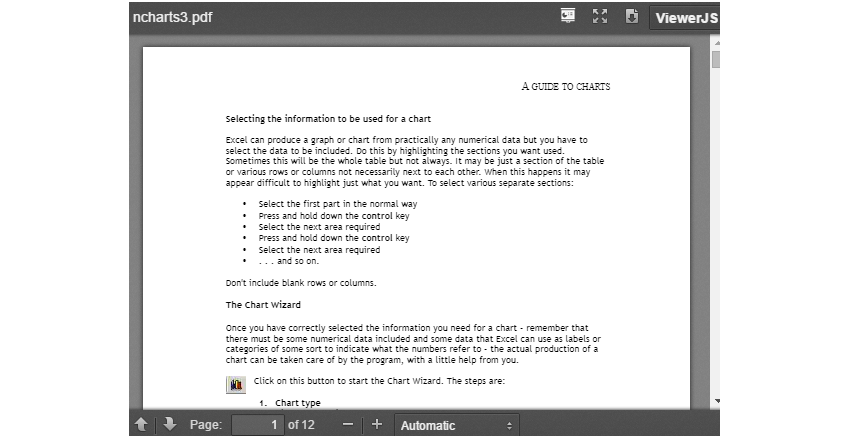 ncharts3.pdf
ViewerJS
A GUIDE TO CHARTS
Selecting the information to be used for a chart
Excel can produce a graph or chart from practically any numerical data but you have to
select the data to be included. Do this by highlighting the sections you want used.
Sometimes this will be the whole table but not always. It may be just a section of the table
or various rows or columns not necessarily next to each other. When this happens it may
appear difficult to highlight just what you want. To select various separate sections:
• Select the first part in the normal way
• Press and hold down the control key
• Select the next area required
• Press and hold down the control key
• Select the next area required
• . . . and so on.
Don't include blank rows or columns.
The Chart Wizard
Once you have correctly selected the information you need for a chart - remember that
there must be some numerical data included and some data that Excel can use as labels or
categories of some sort to indicate what the numbers refer to - the actual production of a
chart can be taken care of by the program, with a little help from you.
Click on this button to start the Chart Wizard. The steps are:
1. Chart type
Page: 1 of 12 Automatic